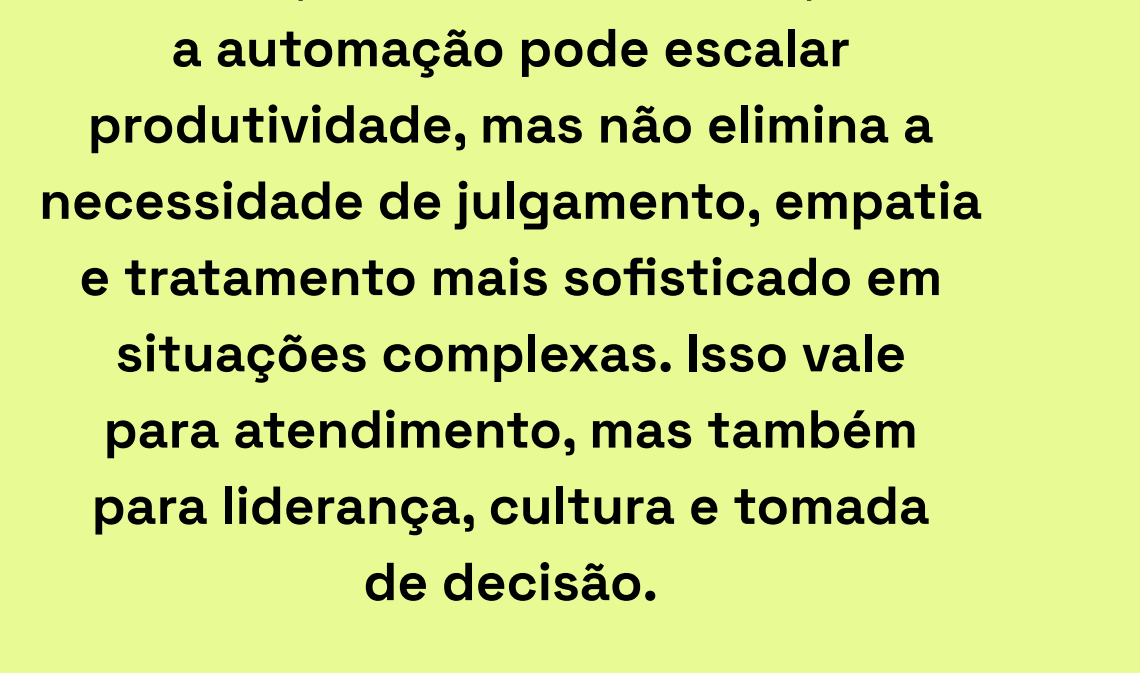 a automação pode escalar
produtividade, mas não elimina a
necessidade de julgamento, empatia
e tratamento mais sofisticado em
situações complexas. Isso vale
para atendimento, mas também
para liderança, cultura e tomada
de decisão.